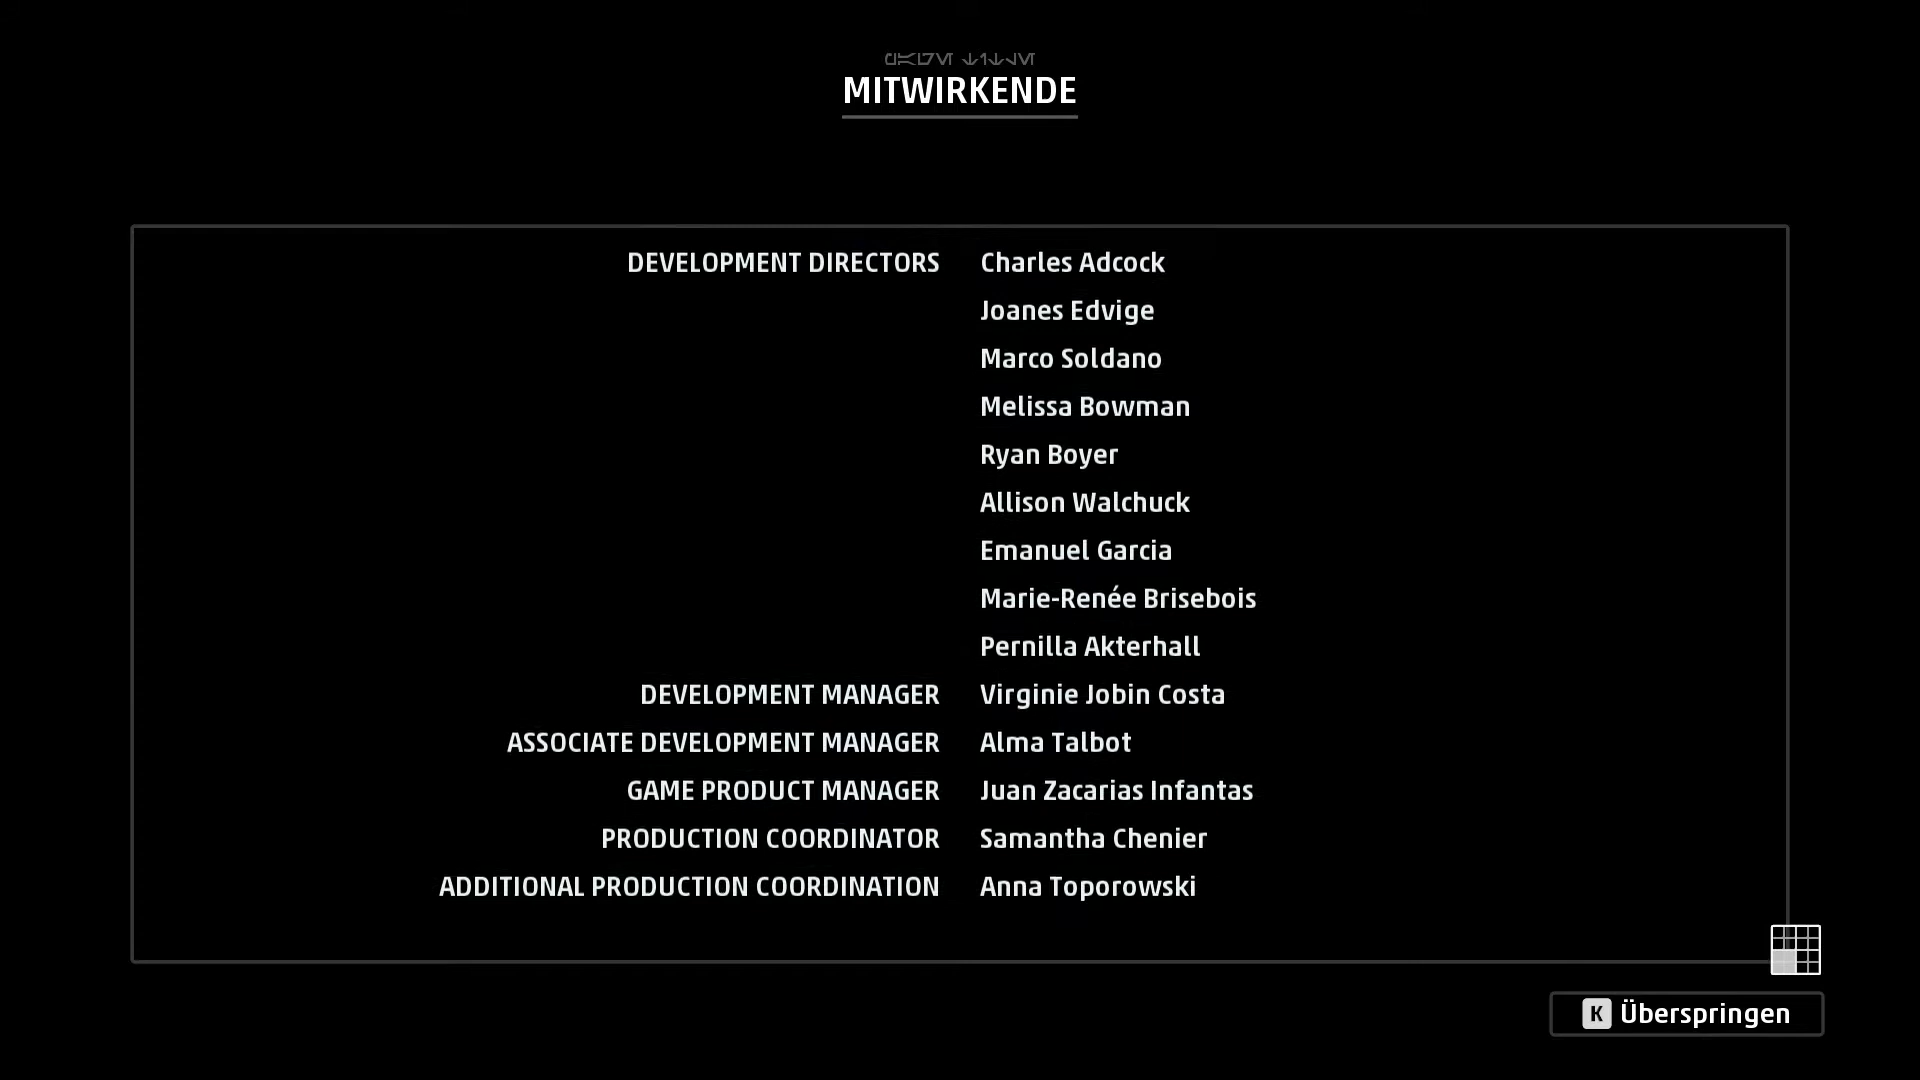 MITWIRKENDE
DEVELOPMENT DIRECTORS Charles Adcock
Joanes Edvige
Marco Soldano
Melissa Bowman
Ryan Boyer
Allison Walchuck
Emanuel Garcia
Marie-Renée Brisebois
Pernilla Akterhall
DEVELOPMENT MANAGER Virginie Jobin Costa
ASSOCIATE DEVELOPMENT MANAGER Alma Talbot
GAME PRODUCT MANAGER Juan Zacarias Infantas
PRODUCTION COORDINATOR Samantha Chenier
ADDITIONAL PRODUCTION COORDINATION Anna Toporowski
K Überspringen